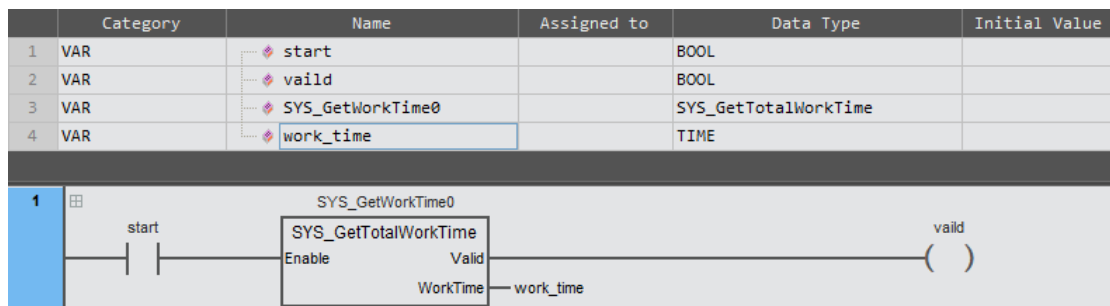 Category Name Assigned to Data Type Initial Value
1 VAR start BOOL
2 VAR vaild BOOL
3 VAR SYS_GetWorkTime0 SYS_GetTotalWorkTime
4 VAR work_time TIME
1 SYS_GetWorkTime0
start SYS_GetTotalWorkTime vaild
Enable Valid
WorkTime work_time